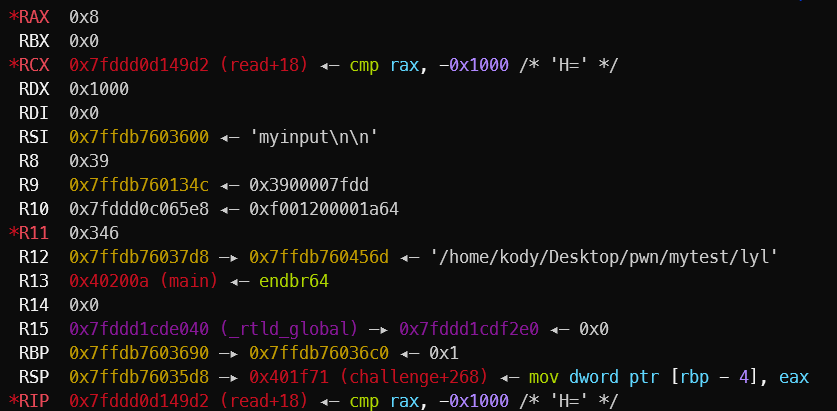 *RAX  0x8
RBX  0x0
*RCX  0x7fddd0d149d2 (read+18) ◂— cmp rax, -0x1000 /* 'H=' */
RDX  0x1000
RDI  0x0
RSI  0x7ffdb7603600 ◂— 'myinput\n\n'
R8   0x39
R9   0x7ffdb760134c ◂— 0x3900007fdd
R10  0x7fddd0c065e8 ◂— 0xf001200001a64
*R11  0x346
R12  0x7ffdb76037d8 —▸ 0x7ffdb760456d ◂— '/home/kody/Desktop/pwn/mytest/lyl'
R13  0x40200a (main) ◂— endbr64
R14  0x0
R15  0x7fddd1cde040 (_rtld_global) —▸ 0x7fddd1cdf2e0 ◂— 0x0
RBP  0x7ffdb7603690 —▸ 0x7ffdb76036c0 ◂— 0x1
RSP  0x7ffdb76035d8 —▸ 0x401f71 (challenge+268) ◂— mov dword ptr [rbp - 4], eax
*RIP  0x7fddd0d149d2 (read+18) ◂— cmp rax, -0x1000 /* 'H=' */